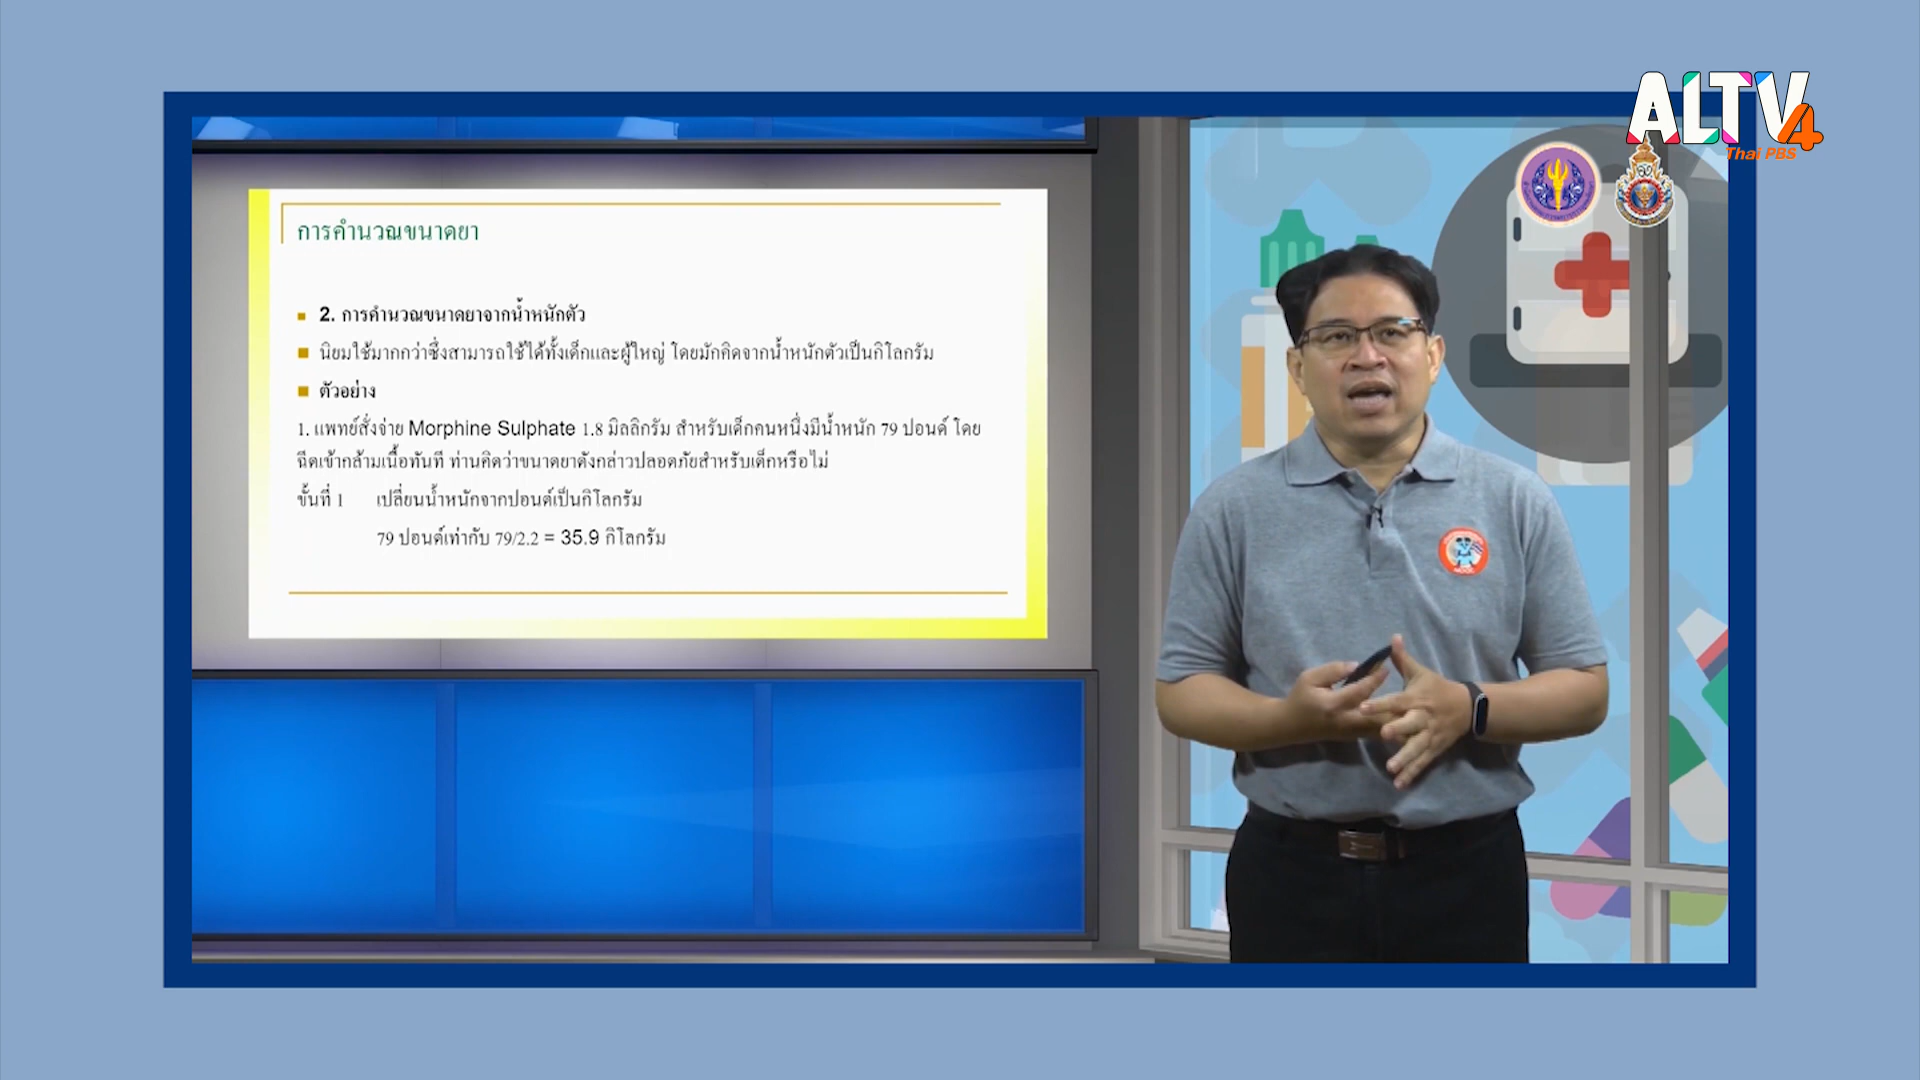 ALTV4
Thai PBS
การคำนวณขนาดยา
2. การคำนวณขนาดยาจากน้ำหนักตัว
นิยมใช้มากกว่าซึ่งสามารถใช้ได้ทั้งเด็กและผู้ใหญ่ โดยมักคิดจากน้ำหนักตัวเป็นกิโลกรัม
ตัวอย่าง
1. แพทย์สั่งจ่าย Morphine Sulphate 1.8 มิลลิกรัม สำหรับเด็กคนหนึ่งมีน้ำหนัก 79 ปอนด์ โดย
ฉีดเข้ากล้ามเนื้อทันที ท่านคิดว่าขนาดยาดังกล่าวปลอดภัยสำหรับเด็กหรือไม่
ขั้นที่ 1 เปลี่ยนน้ำหนักจากปอนด์เป็นกิโลกรัม
79 ปอนด์เท่ากับ 79/2.2 = 35.9 กิโลกรัม